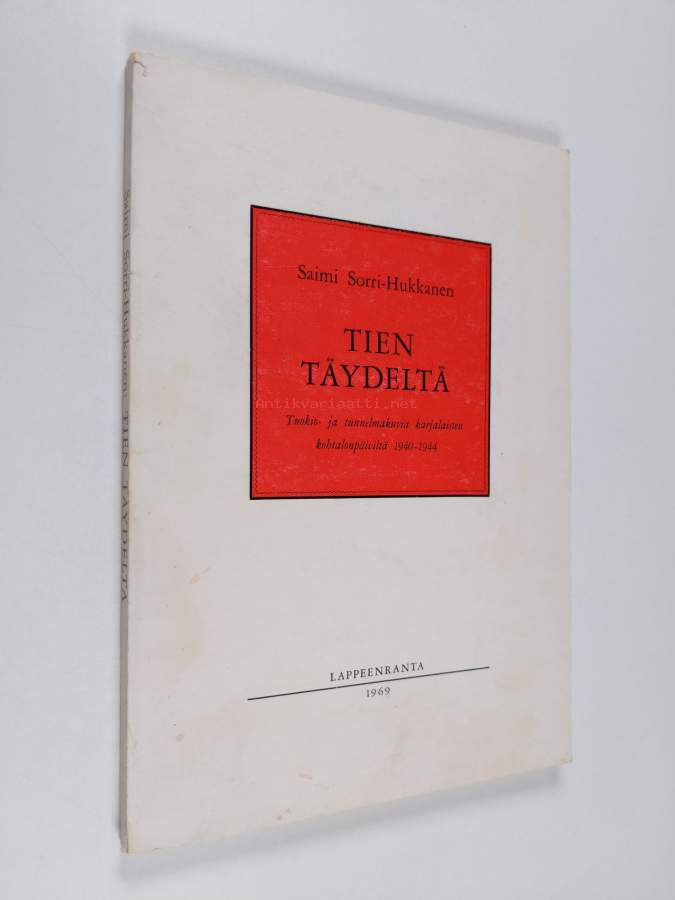 Saimi Sorri-Hukkanen
TIEN
TÄYDELTÄ
Antikvariaatti.net
Tuokio- ja tunnelmakuvia karjalaisten
kohtalonpäiviltä 1940-1944
LAPPEENRANTA
1969
Saimi Sorri-Hukkanen: TIEN TÄYDELTÄ